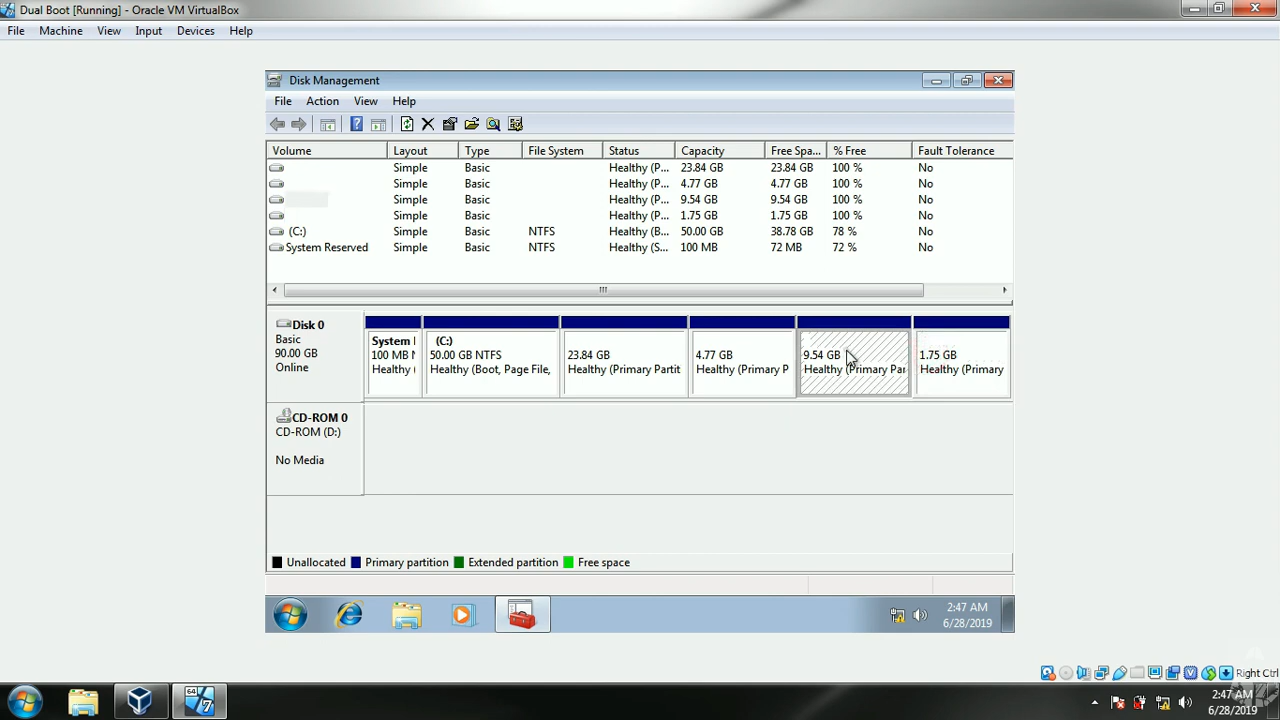 Dual Boot [Running] - Oracle VM VirtualBox
File Machine View Input Devices Help
Disk Management
File Action View Help
Volume Layout Type File System Status Capacity Free Spa... % Free Fault Tolerance
Simple Basic Healthy (P... 23.84 GB 23.84 GB 100 % No
Simple Basic Healthy (P... 4.77 GB 4.77 GB 100 % No
Simple Basic Healthy (P... 9.54 GB 9.54 GB 100 % No
Simple Basic Healthy (P... 1.75 GB 1.75 GB 100 % No
(C:) Simple Basic NTFS Healthy (B... 50.00 GB 38.78 GB 78 % No
System Reserved Simple Basic NTFS Healthy (S... 100 MB 72 MB 72 % No
Disk 0
Basic
90.00 GB
Online
System
100 MB N
Healthy (
(C:)
50.00 GB NTFS
Healthy (Boot, Page File,
23.84 GB
Healthy (Primary Partit
4.77 GB
Healthy (Primary P
9.54 GB
Healthy (Primary Par
1.75 GB
Healthy (Primary
CD-ROM 0
CD-ROM (D:)
No Media
Unallocated Primary partition Extended partition Free space
2:47 AM
6/28/2019
Right Ctrl
64
7
2:47 AM
6/28/2019